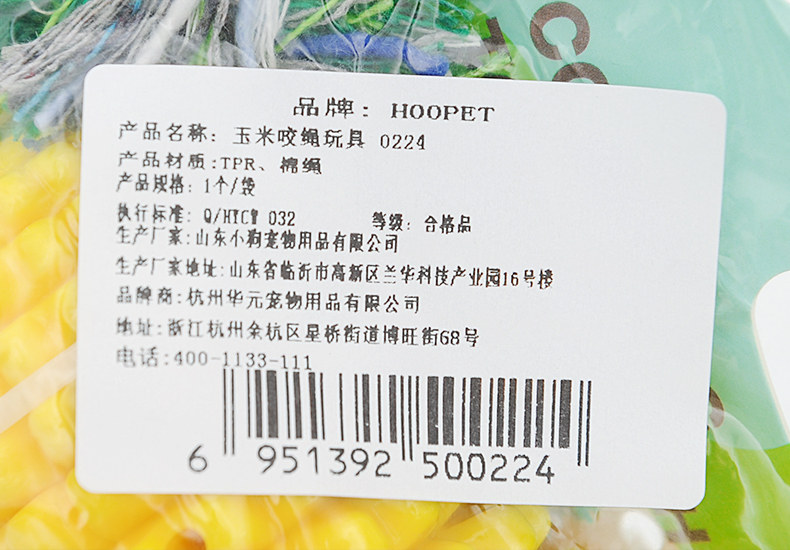 CO
品牌: HOOPET
产品名称: 玉米咬绳玩具 0224
产品材质:TPR、棉绳
产品规格: 1个/袋
执行标准: Q/HYCW 032 等级: 合格品
生产厂家:山东小狗宠物用品有限公司
生产厂家地址:山东省临沂市高新区兰华科技产业园16号楼
品牌商:杭州华元宠物用品有限公司
地址:浙江杭州余杭区星桥街道博旺街68号
电话:400-1133-111
6 951392 500224